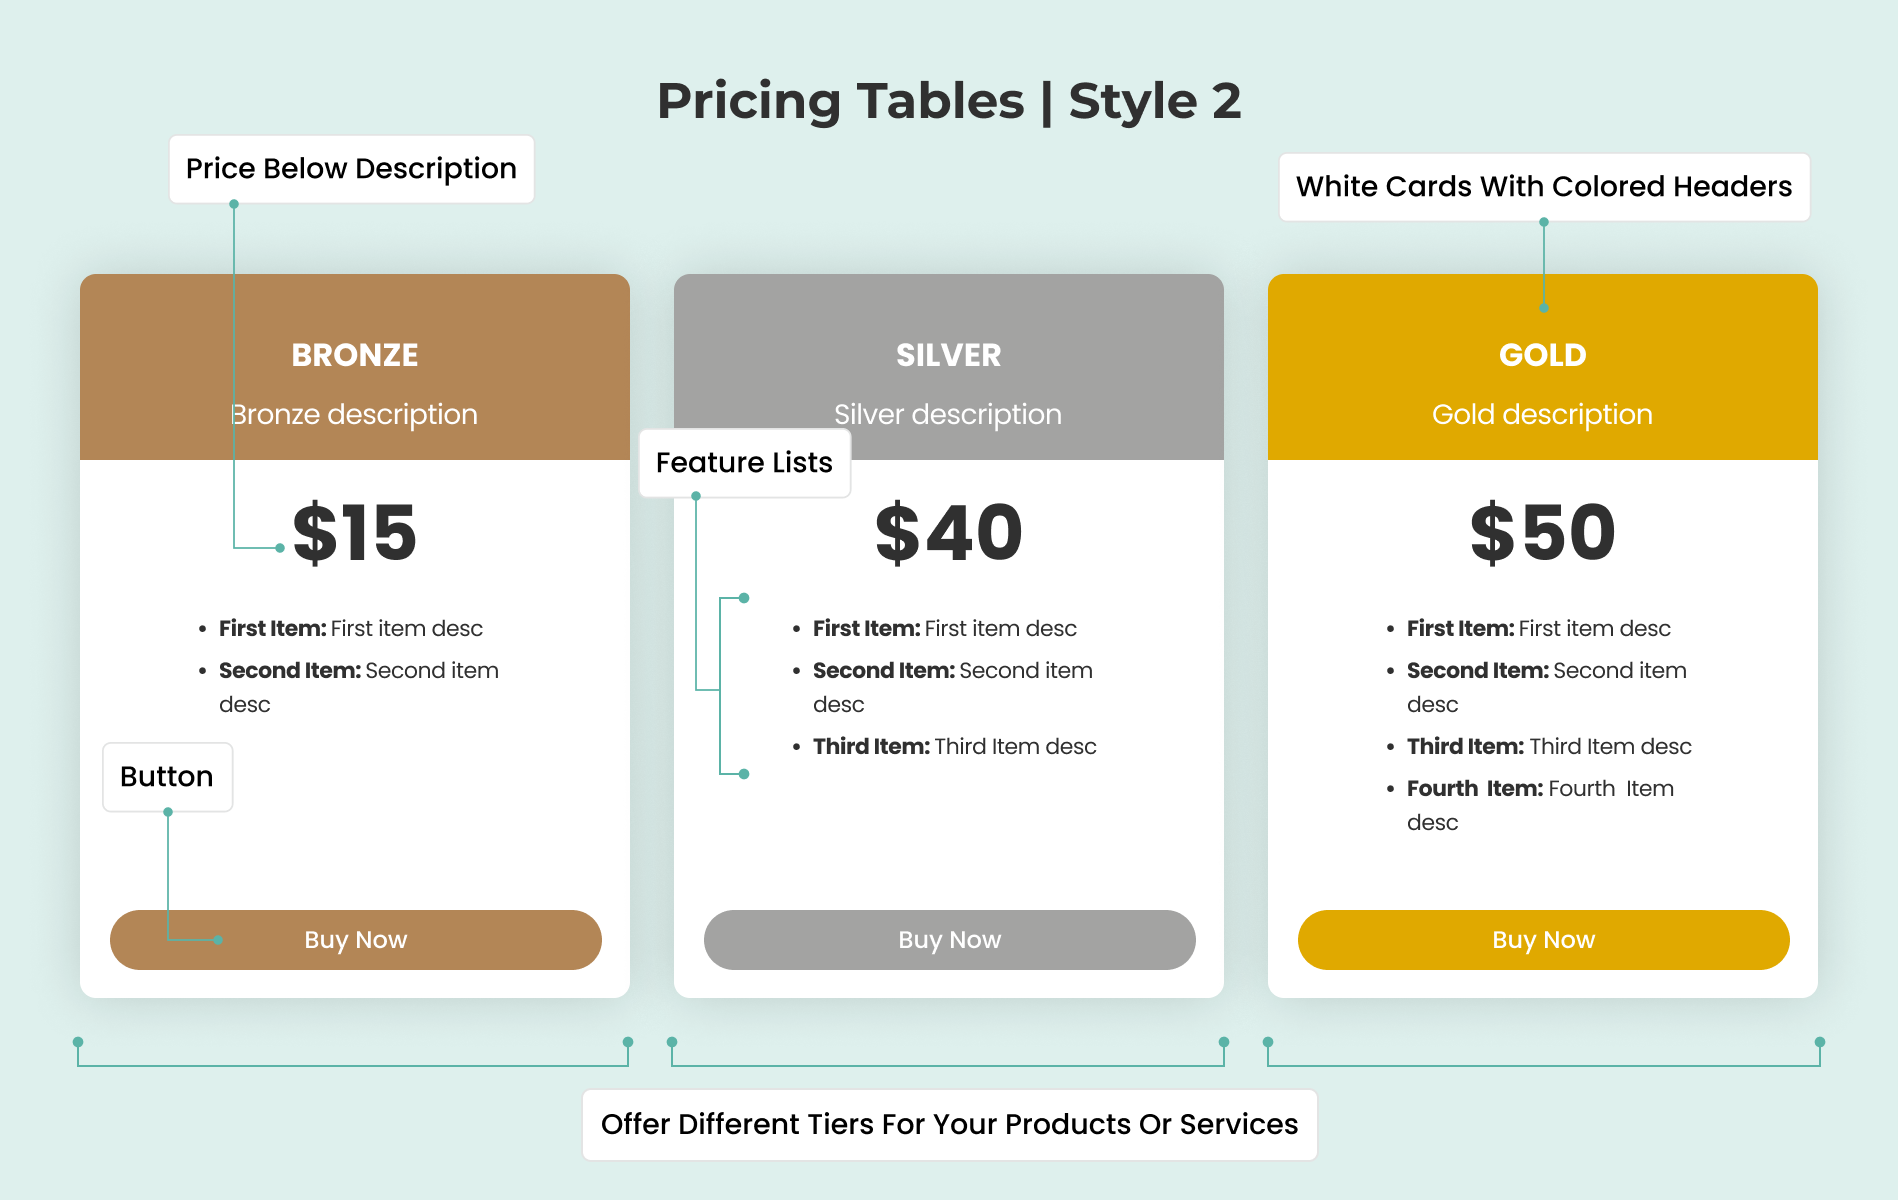 Pricing Tables | Style 2
Price Below Description
White Cards With Colored Headers
BRONZE
Bronze description
$15
• First Item: First item desc
• Second Item: Second item
desc
Button
Buy Now
SILVER
Silver description
Feature Lists
$40
• First Item: First item desc
• Second Item: Second item
desc
• Third Item: Third Item desc
Buy Now
GOLD
Gold description
$50
• First Item: First item desc
• Second Item: Second item
desc
• Third Item: Third Item desc
• Fourth Item: Fourth Item
desc
Buy Now
Offer Different Tiers For Your Products Or Services